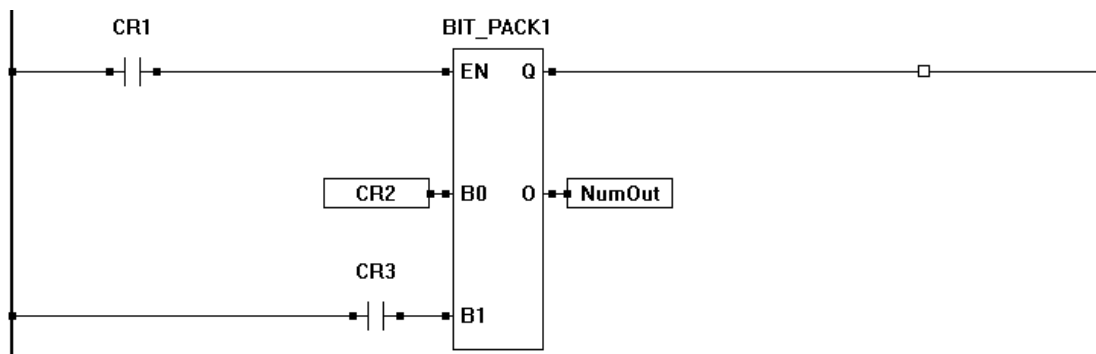 CR1
BIT_PACK1
EN Q
CR2 B0 O NumOut
CR3
B1